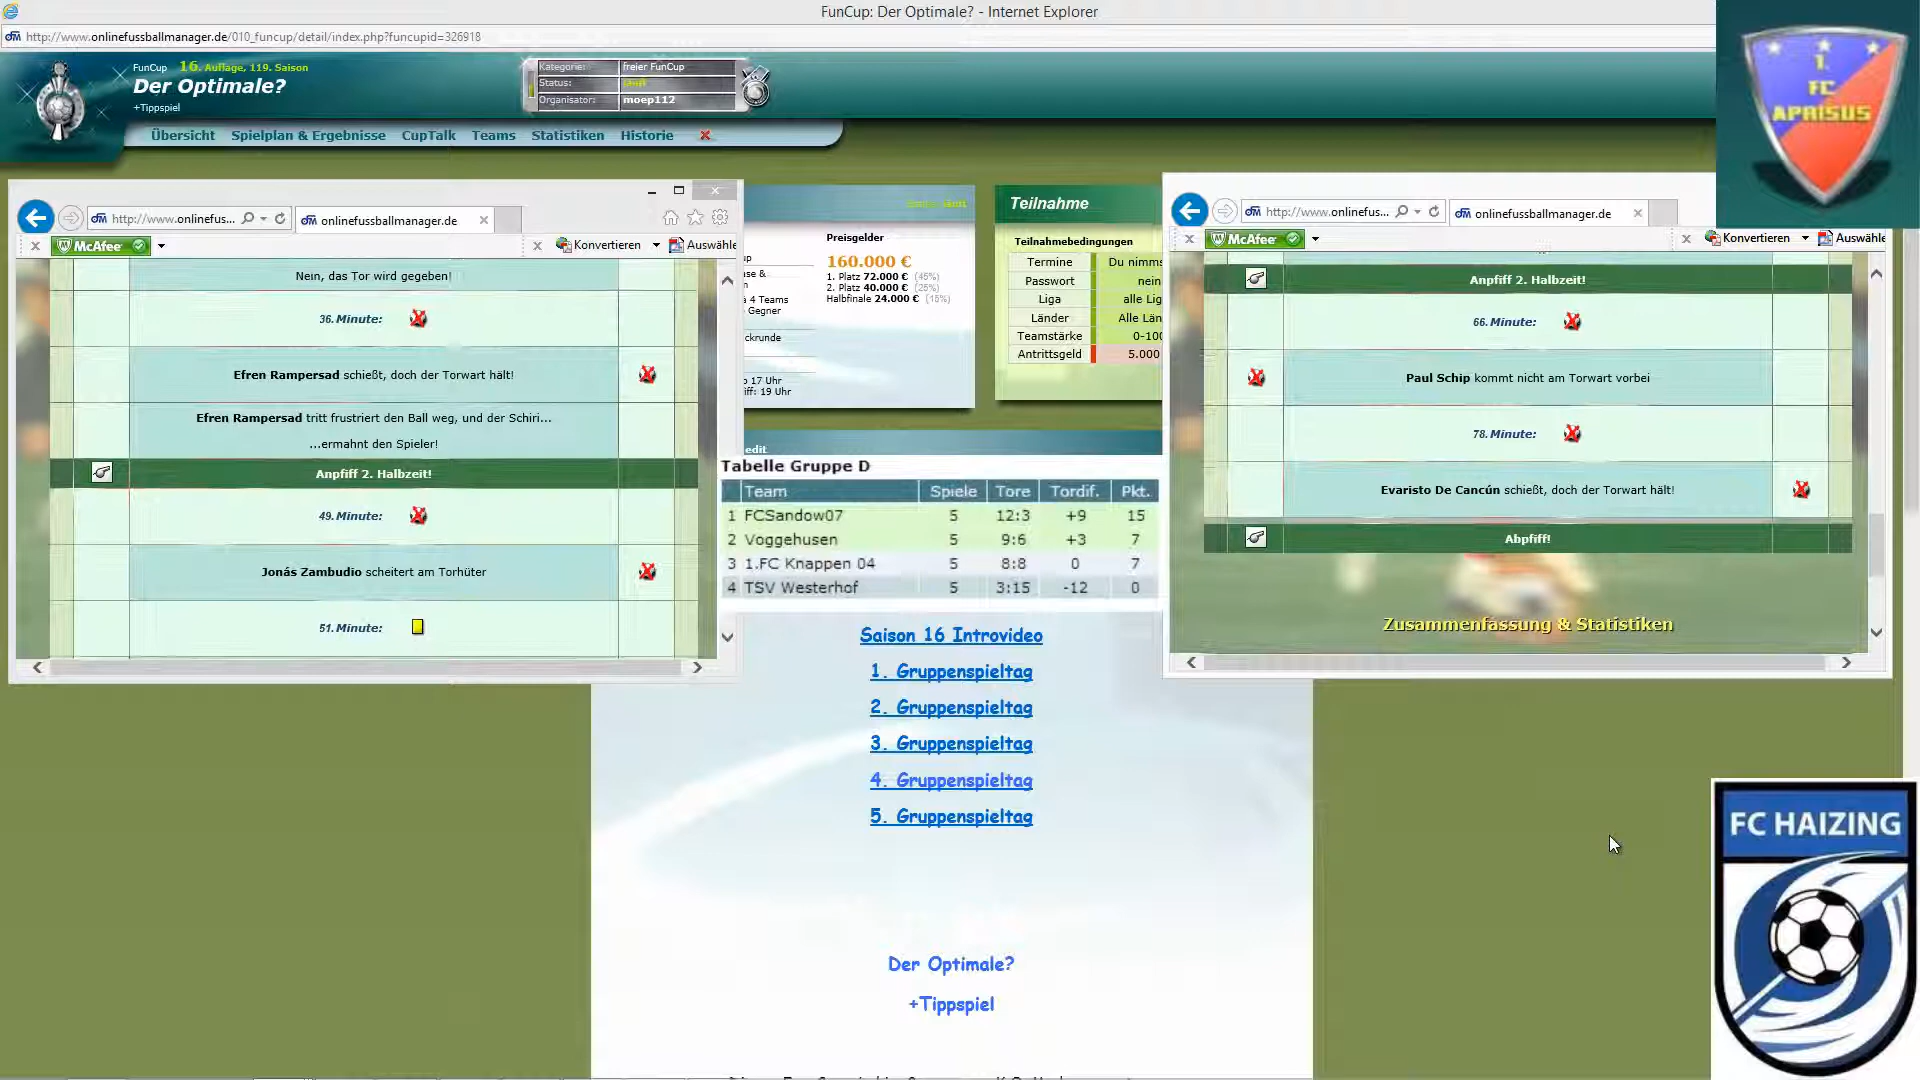 FunCup: Der Optimale? - Internet Explorer
http://www.onlinefussballmanager.de/010_funcup/detail/index.php?funcupid=326918
FunCup 16. Auflage, 119. Saison
Der Optimale?
+Tippspiel
Kategorie: freier FunCup
Status: läuft
Organisator: moep112
Übersicht Spielplan & Ergebnisse CupTalk Teams Statistiken Historie
1.
FC
APRISUS
http://www.onlinefus...
onlinefussballmanager.de
McAfee
Konvertieren
Auswähle
Nein, das Tor wird gegeben!
36. Minute:
Efren Rampersad schießt, doch der Torwart hält!
Efren Rampersad tritt frustriert den Ball weg, und der Schiri...
...ermahnt den Spieler!
Anpfiff 2. Halbzeit!
49. Minute:
Jonás Zambudio scheitert am Torhüter
51. Minute:
Preisgelder
160.000 €
1. Platz 72.000 € (45%)
2. Platz 40.000 € (25%)
Halbfinale 24.000 € (15%)
up
se &
n
à 4 Teams
Gegner
ckrunde
o 17 Uhr
iff: 19 Uhr
edit
Teilnahme
Teilnahmebedingungen
Termine Du nimms
Passwort nein
Liga alle Lig
Länder Alle Län
Teamstärke 0-100
Antrittsgeld 5.000
Tabelle Gruppe D
Team Spiele Tore Tordif. Pkt.
1 FCSandow07 5 12:3 +9 15
2 Voggehusen 5 9:6 +3 7
3 1.FC Knappen 04 5 8:8 0 7
4 TSV Westerhof 5 3:15 -12 0
http://www.onlinefus...
onlinefussballmanager.de
McAfee
Konvertieren
Auswähle
Anpfiff 2. Halbzeit!
66. Minute:
Paul Schip kommt nicht am Torwart vorbei
78. Minute:
Evaristo De Cancún schießt, doch der Torwart hält!
Abpfiff!
Zusammenfassung & Statistiken
Saison 16 Introvideo
1. Gruppenspieltag
2. Gruppenspieltag
3. Gruppenspieltag
4. Gruppenspieltag
5. Gruppenspieltag
Der Optimale?
+Tippspiel
FC HAIZING